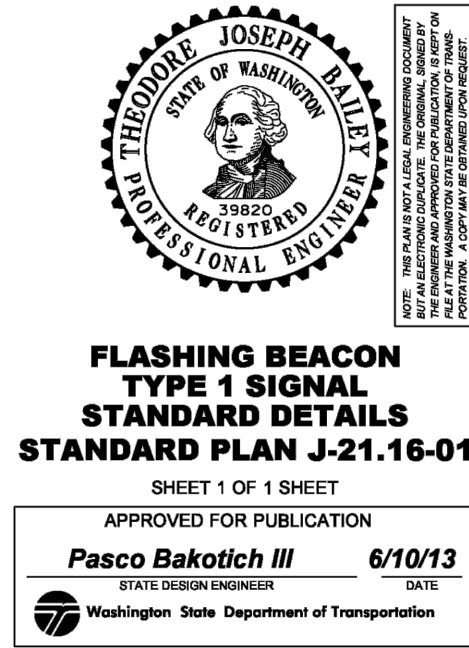 THEODORE JOSEPH BAILEY
STATE OF WASHINGTON
39820
REGISTERED
PROFESSIONAL ENGINEER
NOTE: THIS PLAN IS NOT A LEGAL ENGINEERING DOCUMENT
BUT AN ELECTRONIC DUPLICATE. THE ORIGINAL, SIGNED BY
THE ENGINEER AND APPROVED FOR PUBLICATION, IS KEPT ON
FILE AT THE WASHINGTON STATE DEPARTMENT OF TRANS-
PORTATION. A COPY MAY BE OBTAINED UPON REQUEST.
FLASHING BEACON
TYPE 1 SIGNAL
STANDARD DETAILS
STANDARD PLAN J-21.16-01
SHEET 1 OF 1 SHEET
APPROVED FOR PUBLICATION
Pasco Bakotich III 6/10/13
STATE DESIGN ENGINEER DATE
Washington State Department of Transportation